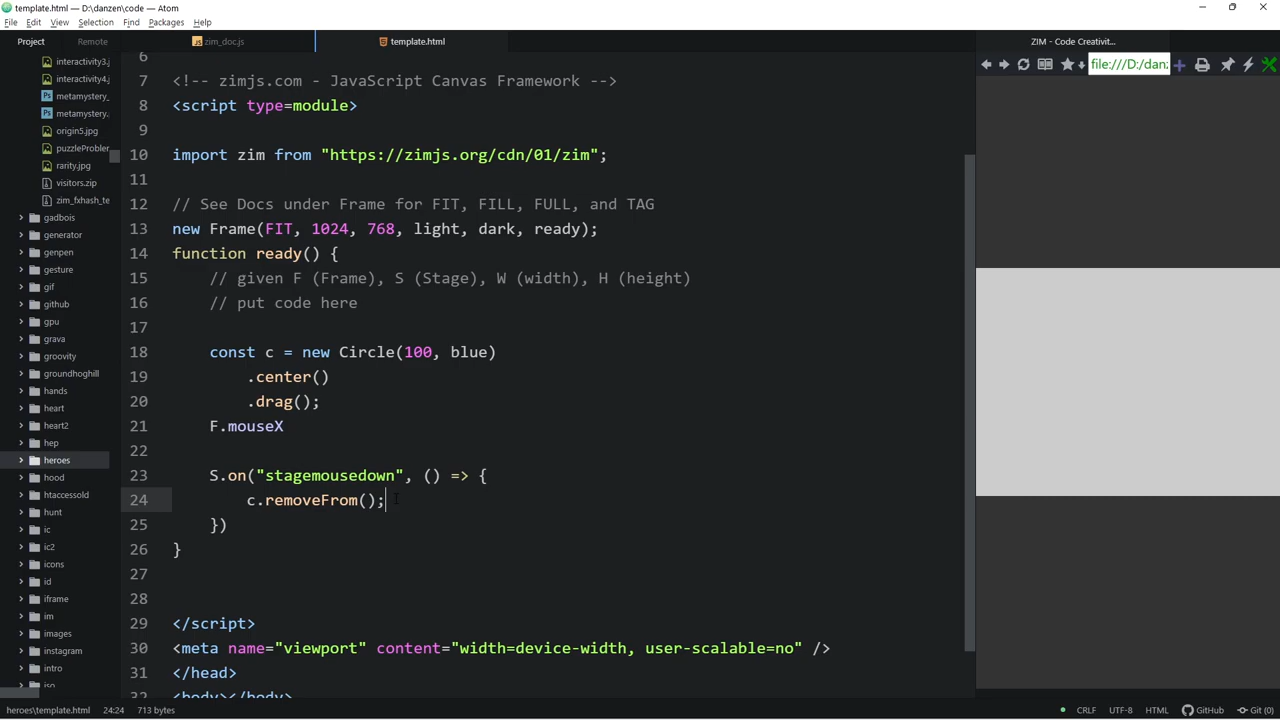 template.html — D:\danzen\code — Atom
File Edit View Selection Find Packages Help
Project Remote zim_doc.js template.html ZIM - Code Creativit...
file:///D:/danz
interactivity3.j
interactivity4.j
metamystery_
metamystery.
origin5.jpg
puzzleProbler
rarity.jpg
visitors.zip
zim_fxhash_te
gadbois
generator
genpen
gesture
gif
github
gpu
grava
groovity
groundhoghill
hands
heart
heart2
hep
heroes
hood
htaccessold
hunt
ic
ic2
icons
id
iframe
im
images
instagram
intro
iso
6
7 <!-- zimjs.com - JavaScript Canvas Framework -->
8 <script type=module>
9
10 import zim from "https://zimjs.org/cdn/01/zim";
11
12 // See Docs under Frame for FIT, FILL, FULL, and TAG
13 new Frame(FIT, 1024, 768, light, dark, ready);
14 function ready() {
15 // given F (Frame), S (Stage), W (width), H (height)
16 // put code here
17
18 const c = new Circle(100, blue)
19 .center()
20 .drag();
21 F.mouseX
22
23 S.on("stagemousedown", () => {
24 c.removeFrom();
25 })
26 }
27
28
29 </script>
30 <meta name="viewport" content="width=device-width, user-scalable=no" />
31 </head>
32 <body></body>
heroes\template.html 24:24 713 bytes CRLF UTF-8 HTML GitHub Git (0)